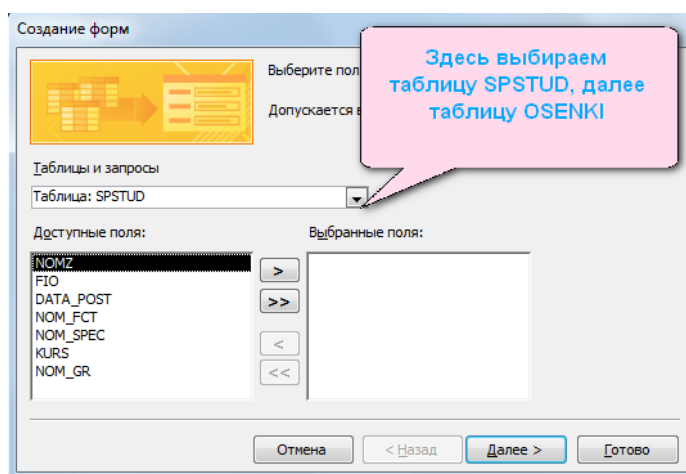 Создание форм
Выберите пол
Допускается в
Здесь выбираем
таблицу SPSTUD, далее
таблицу OSENKI
Таблицы и запросы
Таблица: SPSTUD
Доступные поля:
Выбранные поля:
NOMZ
FIO
DATA_POST
NOM_FCT
NOM_SPEC
KURS
NOM_GR
>
>>
<
<<
Отмена
< Назад
Далее >
Готово